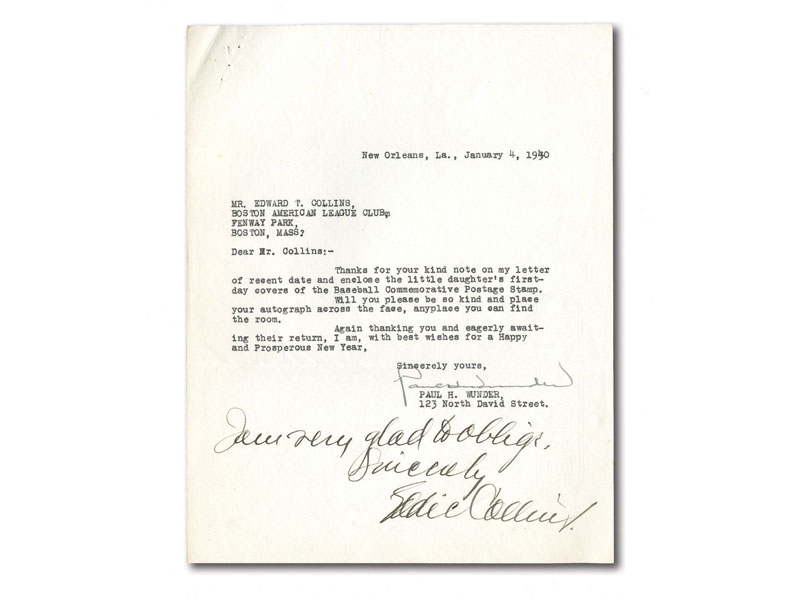 New Orleans, La., January 4, 1940
MR. EDWARD T. COLLINS,
BOSTON AMERICAN LEAGUE CLUB,
FENWAY PARK,
BOSTON, MASS?
Dear Mr. Collins:-
Thanks for your kind note on my letter
of recent date and enclose the little daughter's first-
day covers of the Baseball Commemorative Postage Stamp.
Will you please be so kind and place
your autograph across the face, anyplace you can find
the room.
Again thanking you and eagerly await-
ing their return, I am, with best wishes for a Happy
and Prosperous New Year,
Sincerely yours,
Paul H. Wunder
PAUL H. WUNDER,
123 North David Street.
I am very glad to oblige.
Sincerely
Eddie Collins.